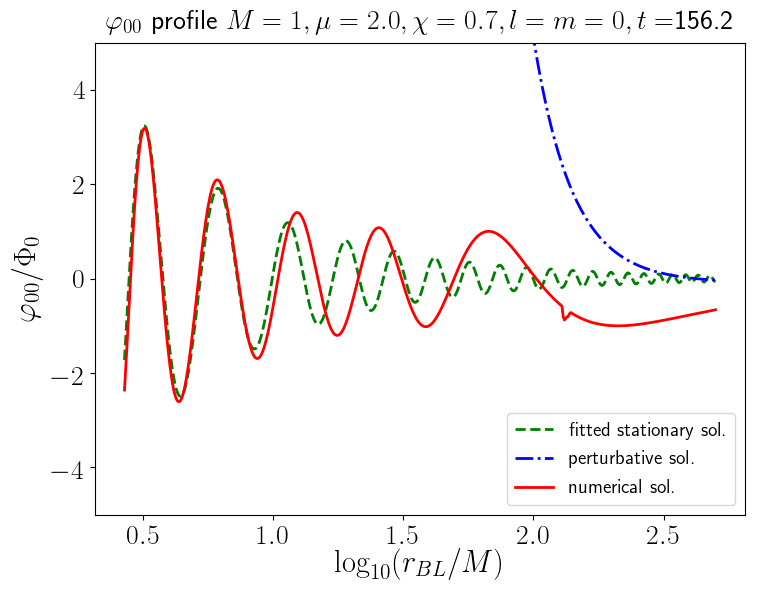 φ₀₀ profile M = 1, μ = 2.0, χ = 0.7, l = m = 0, t =156.2
φ₀₀/Φ₀
4
2
0
−2
−4
fitted stationary sol.
perturbative sol.
numerical sol.
0.5 1.0 1.5 2.0 2.5
log₁₀(r_BL/M)